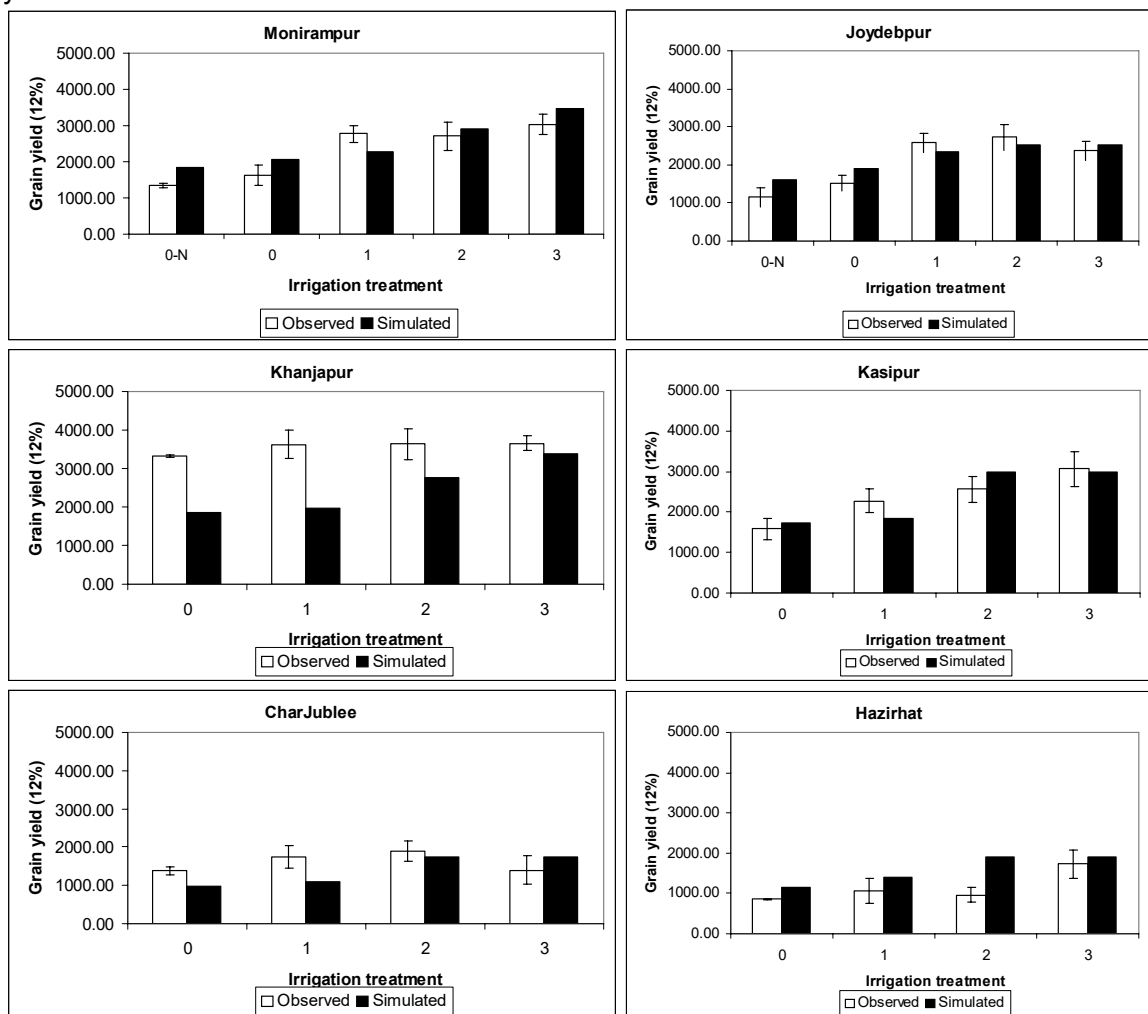 Monirampur
Grain yield (12%)
5000.00
4000.00
3000.00
2000.00
1000.00
0.00
0-N 0 1 2 3
Irrigation treatment
Observed Simulated
Joydebpur
Grain yield (12%)
5000.00
4000.00
3000.00
2000.00
1000.00
0.00
0-N 0 1 2 3
Irrigation treatment
Observed Simulated
Khanjapur
Grain yield (12%)
5000.00
4000.00
3000.00
2000.00
1000.00
0.00
0 1 2 3
Irrigation treatment
Observed Simulated
Kasipur
Grain yield (12%)
5000.00
4000.00
3000.00
2000.00
1000.00
0.00
0 1 2 3
Irrigation treatment
Observed Simulated
CharJublee
Grain yield (12%)
5000.00
4000.00
3000.00
2000.00
1000.00
0.00
0 1 2 3
Irrigation treatment
Observed Simulated
Hazirhat
Grain yield (12%)
5000.00
4000.00
3000.00
2000.00
1000.00
0.00
0 1 2 3
Irrigation treatment
Observed Simulated